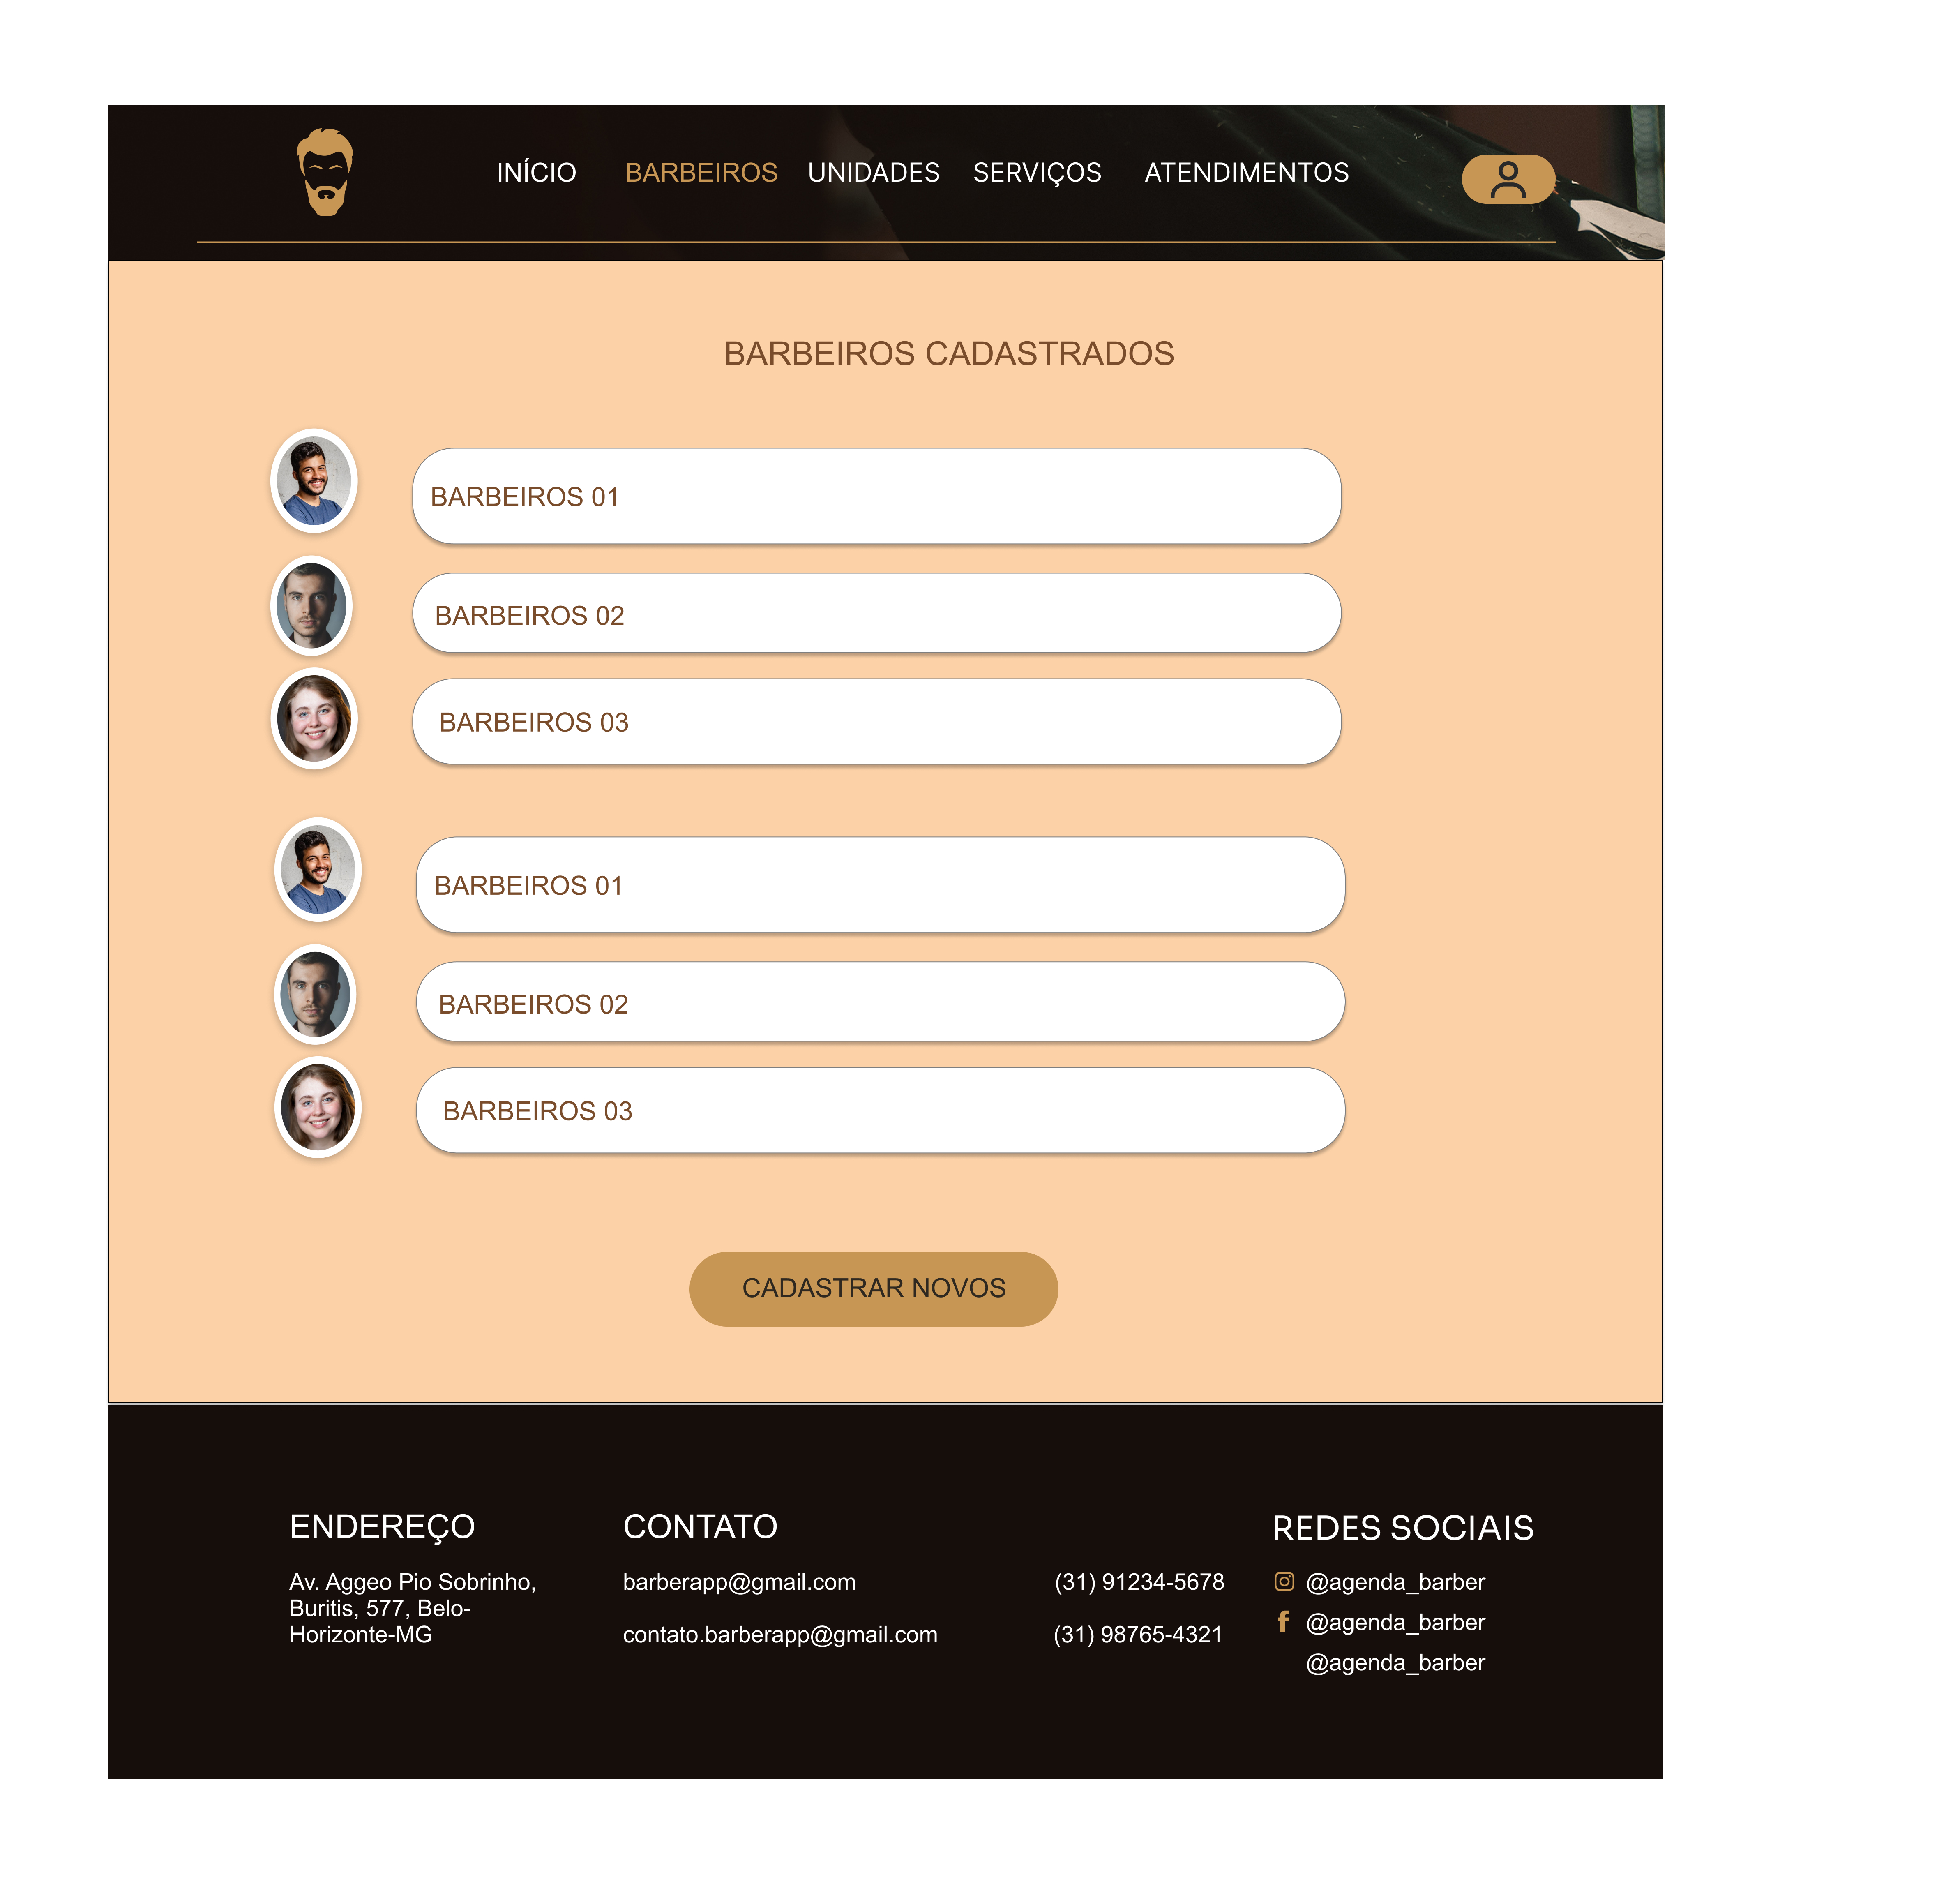 INÍCIO BARBEIROS UNIDADES SERVIÇOS ATENDIMENTOS
BARBEIROS CADASTRADOS
BARBEIROS 01
BARBEIROS 02
BARBEIROS 03
BARBEIROS 01
BARBEIROS 02
BARBEIROS 03
CADASTRAR NOVOS
ENDEREÇO
Av. Aggeo Pio Sobrinho,
Buritis, 577, Belo-
Horizonte-MG
CONTATO
barberapp@gmail.com
(31) 91234-5678
contato.barberapp@gmail.com
(31) 98765-4321
REDES SOCIAIS
@agenda_barber
@agenda_barber
@agenda_barber